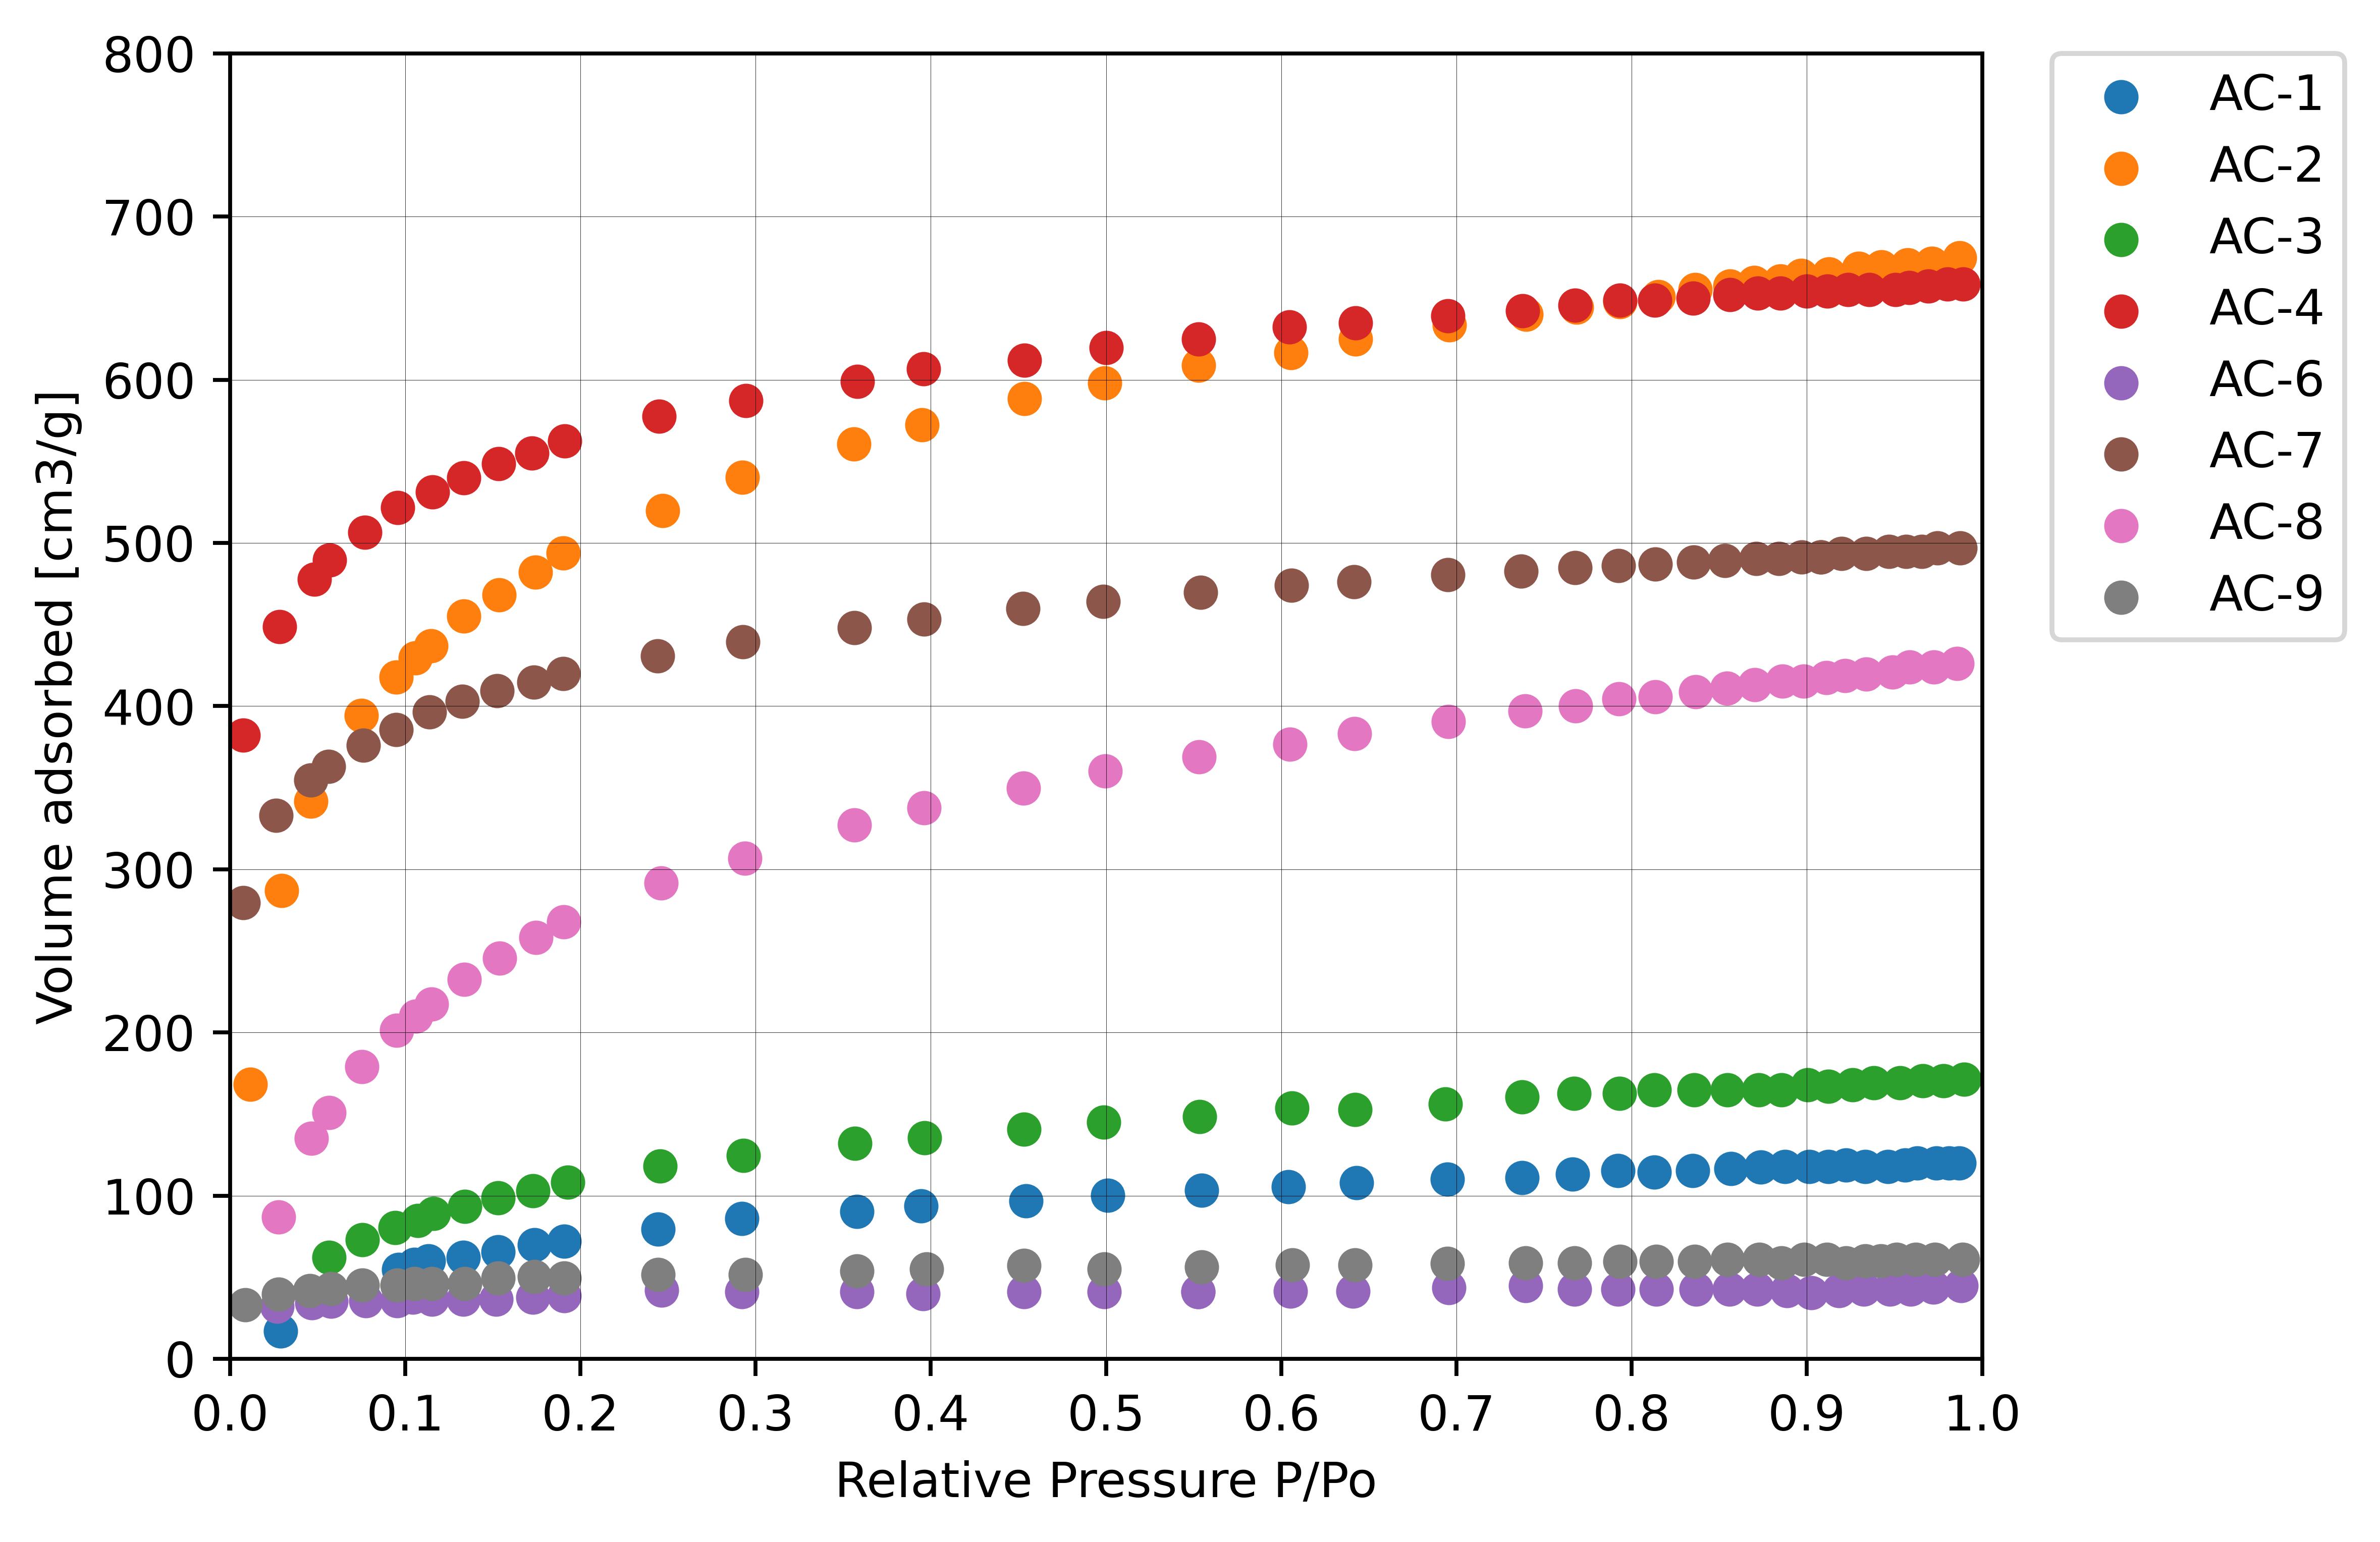 800
700
600
500
400
300
200
100
0
Volume adsorbed [cm3/g]
0.0 0.1 0.2 0.3 0.4 0.5 0.6 0.7 0.8 0.9 1.0
Relative Pressure P/Po
AC-1
AC-2
AC-3
AC-4
AC-6
AC-7
AC-8
AC-9